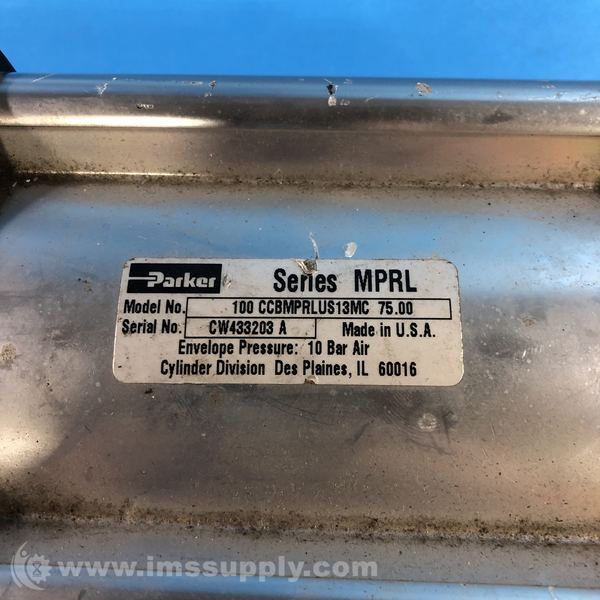 Parker Series MPRL
Model No. 100 CCBMPRLUS13MC 75.00
Serial No. CW433203 A Made in U.S.A.
Envelope Pressure: 10 Bar Air
Cylinder Division Des Plaines, IL 60016
www.imssupply.com